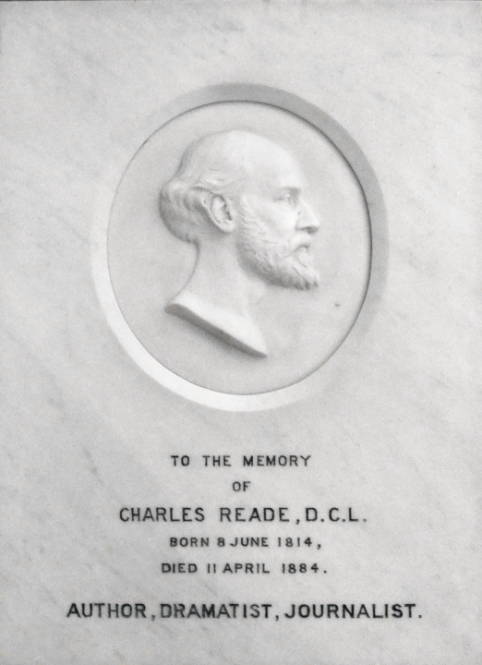 TO THE MEMORY
OF
CHARLES READE, D.C.L.
BORN 8 JUNE 1814,
DIED 11 APRIL 1884.
AUTHOR, DRAMATIST, JOURNALIST.